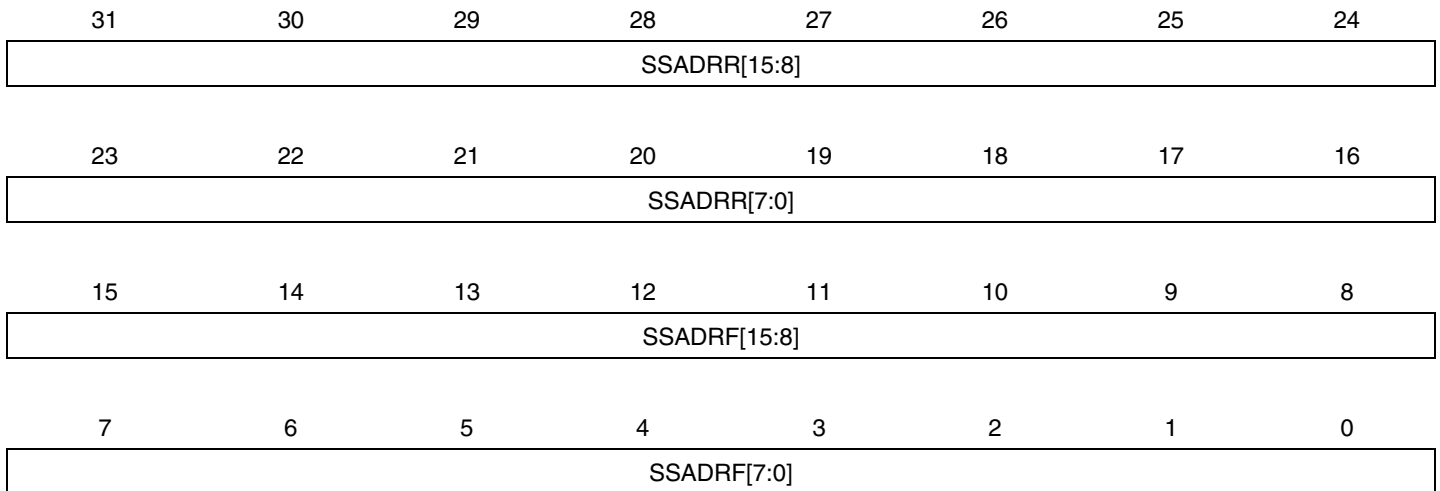 31 30 29 28 27 26 25 24
SSADRR[15:8]
23 22 21 20 19 18 17 16
SSADRR[7:0]
15 14 13 12 11 10 9 8
SSADRF[15:8]
7 6 5 4 3 2 1 0
SSADRF[7:0]